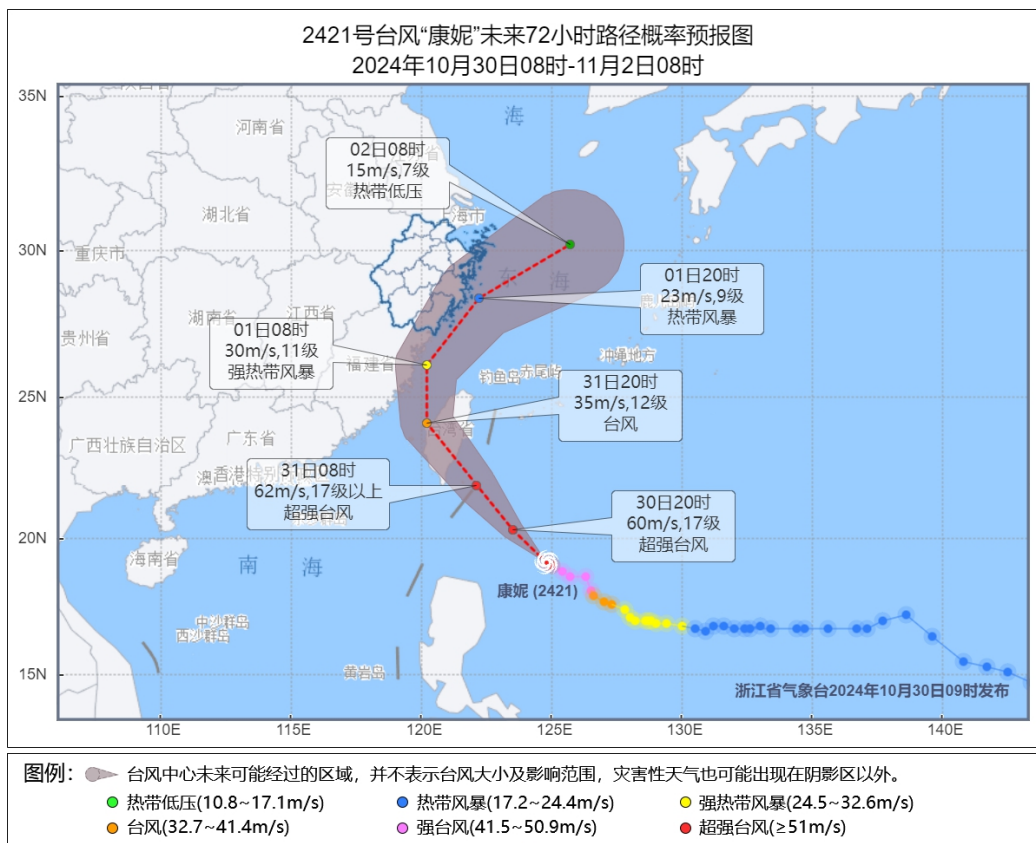 2421号台风“康妮”未来72小时路径概率预报图
2024年10月30日08时-11月2日08时
35N
30N
25N
20N
15N
110E
115E
120E
125E
130E
135E
140E
河南省
海
02日08时
15m/s,7级
热带低压
湖北省
海市
重庆市
东 海
01日20时
23m/s,9级
热带风暴
湖南省
江西省
贵州省
01日08时
30m/s,11级
强热带风暴
福建省
冲绳地方
钓鱼岛
赤尾屿
31日20时
35m/s,12级
台风
台湾省
广西壮族自治区
广东省
31日08时
62m/s,17级以上
超强台风
30日20时
60m/s,17级
超强台风
海南省
南 海
康妮 (2421)
中沙群岛
西沙群岛
黄岩岛
浙江省气象台2024年10月30日09时发布
图例：
台风中心未来可能经过的区域，并不表示台风大小及影响范围，灾害性天气也可能出现在阴影区以外。
热带低压(10.8~17.1m/s)
热带风暴(17.2~24.4m/s)
强热带风暴(24.5~32.6m/s)
台风(32.7~41.4m/s)
强台风(41.5~50.9m/s)
超强台风(≥51m/s)